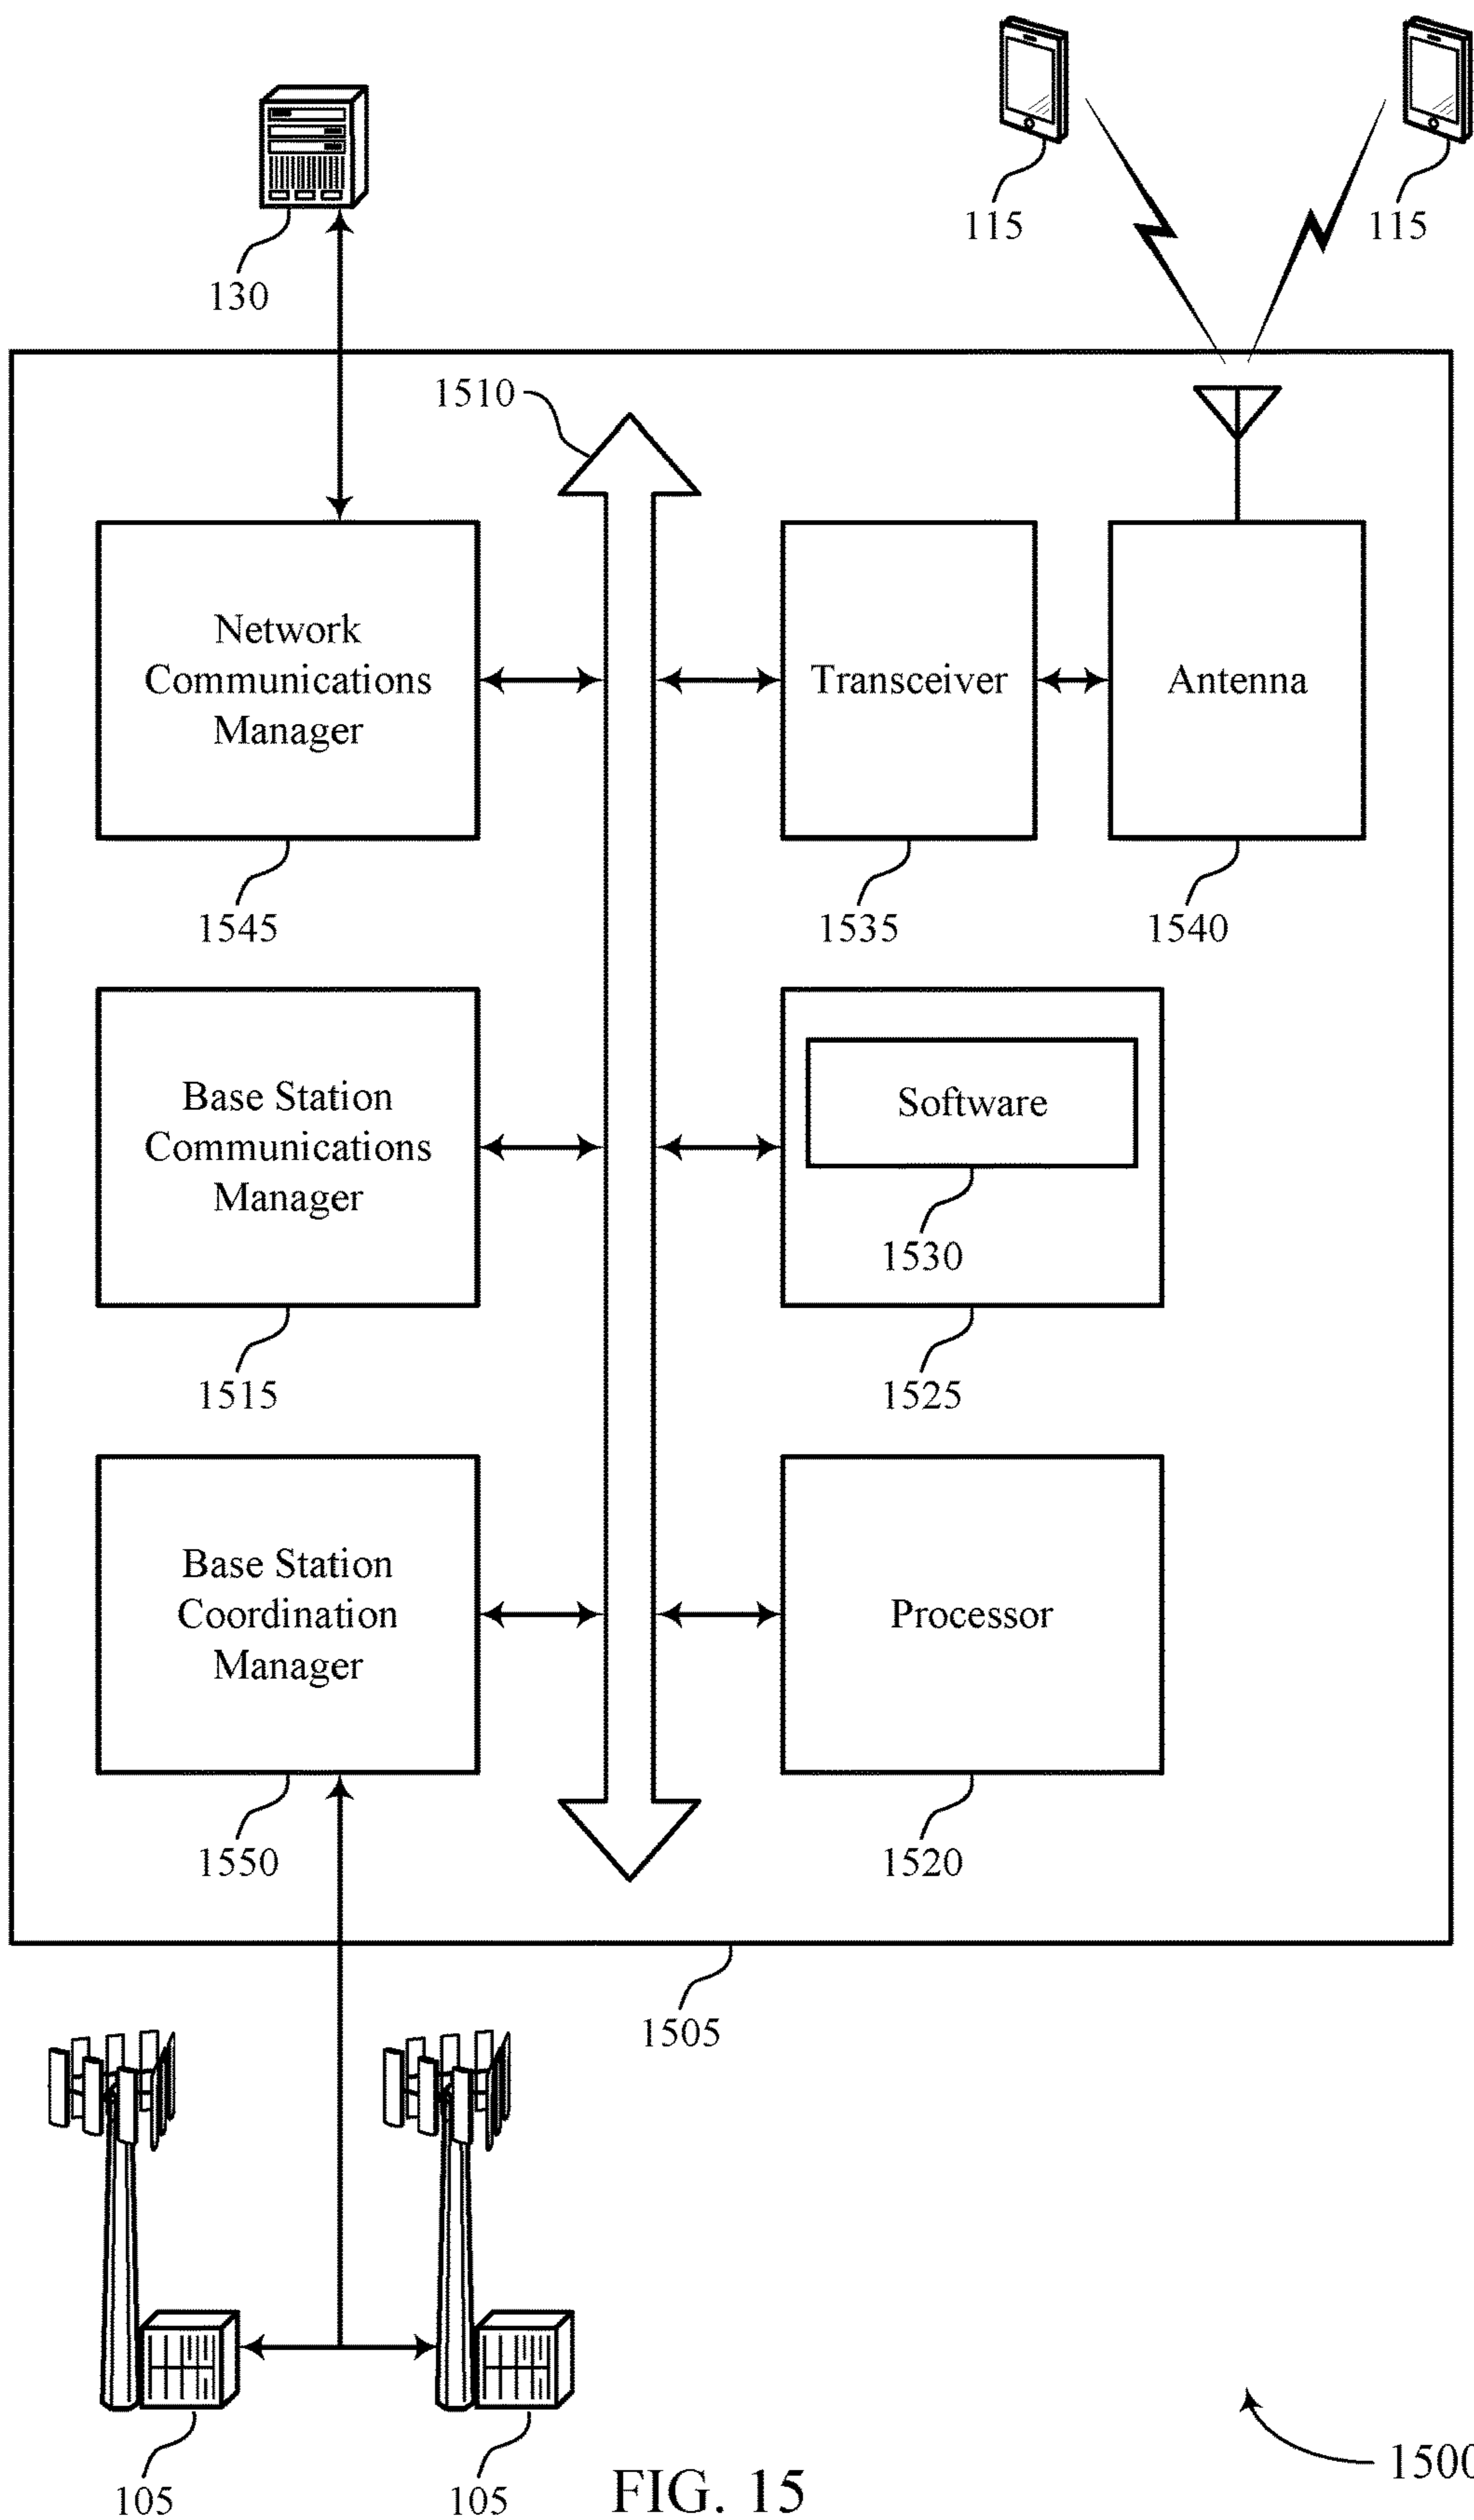 115
115
130
1510
Network
Communications
Manager
Transceiver
Antenna
1545
1535
1540
Base Station
Communications
Manager
Software
1530
1515
1525
Base Station
Coordination
Manager
Processor
1550
1520
1505
105
105
FIG. 15
1500